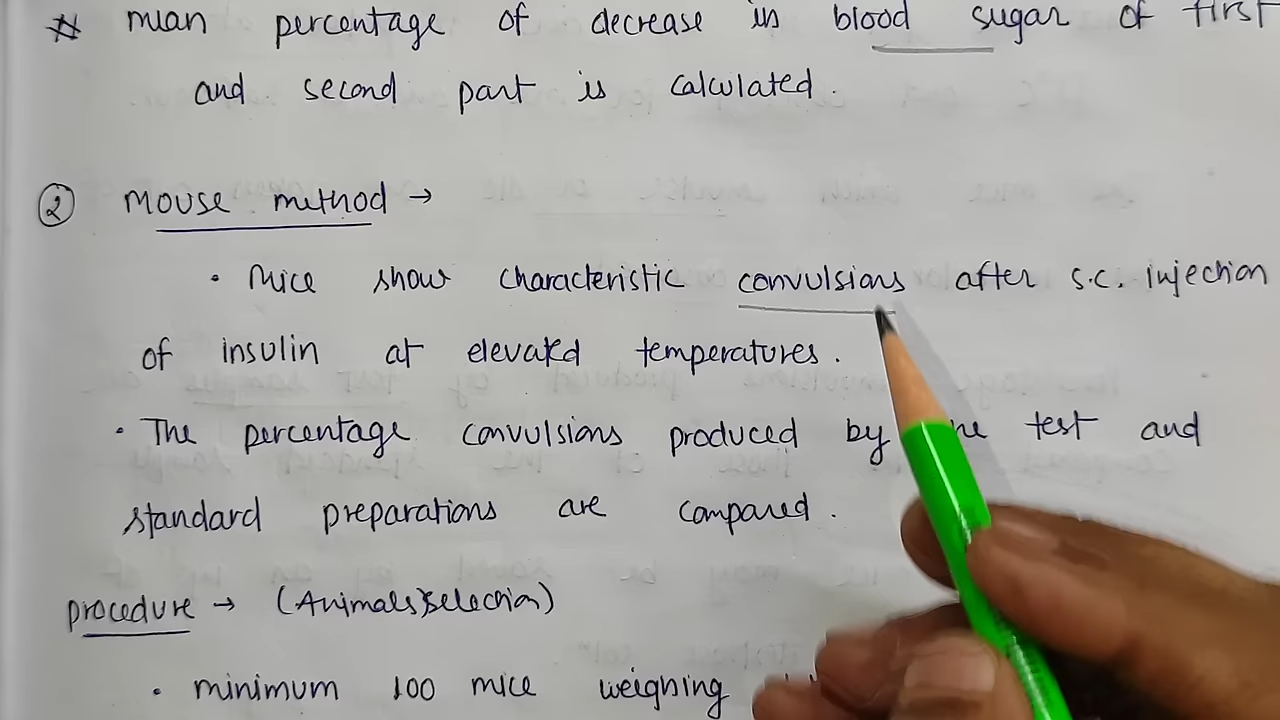 * mean percentage of decrease in blood sugar of first
and second part is calculated.
② Mouse method →
• Mice show characteristic convulsions after s.c. injection
of insulin at elevated temperatures.
• The percentage convulsions produced by the test and
standard preparations are compared.
procedure → (Animals selection)
• minimum 100 mice weighing